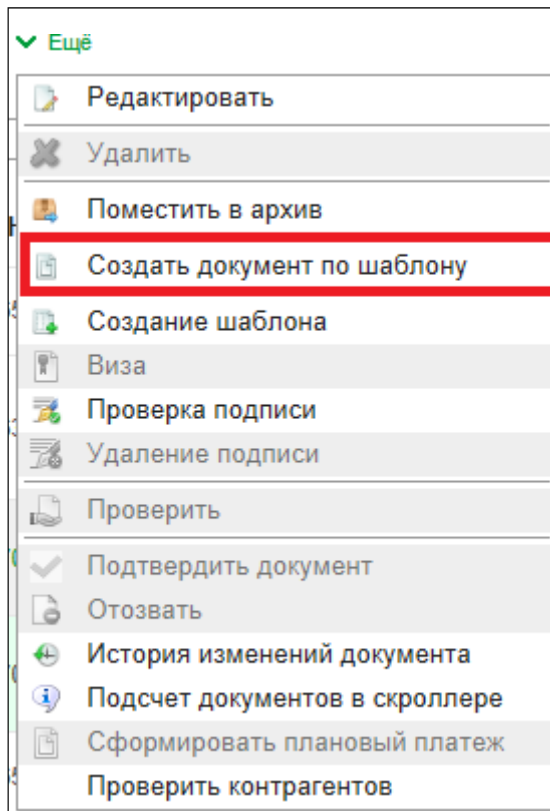 Ещё
Редактировать
Удалить
Поместить в архив
Создать документ по шаблону
Создание шаблона
Виза
Проверка подписи
Удаление подписи
Проверить
Подтвердить документ
Отозвать
История изменений документа
Подсчет документов в скроллере
Сформировать плановый платеж
Проверить контрагентов